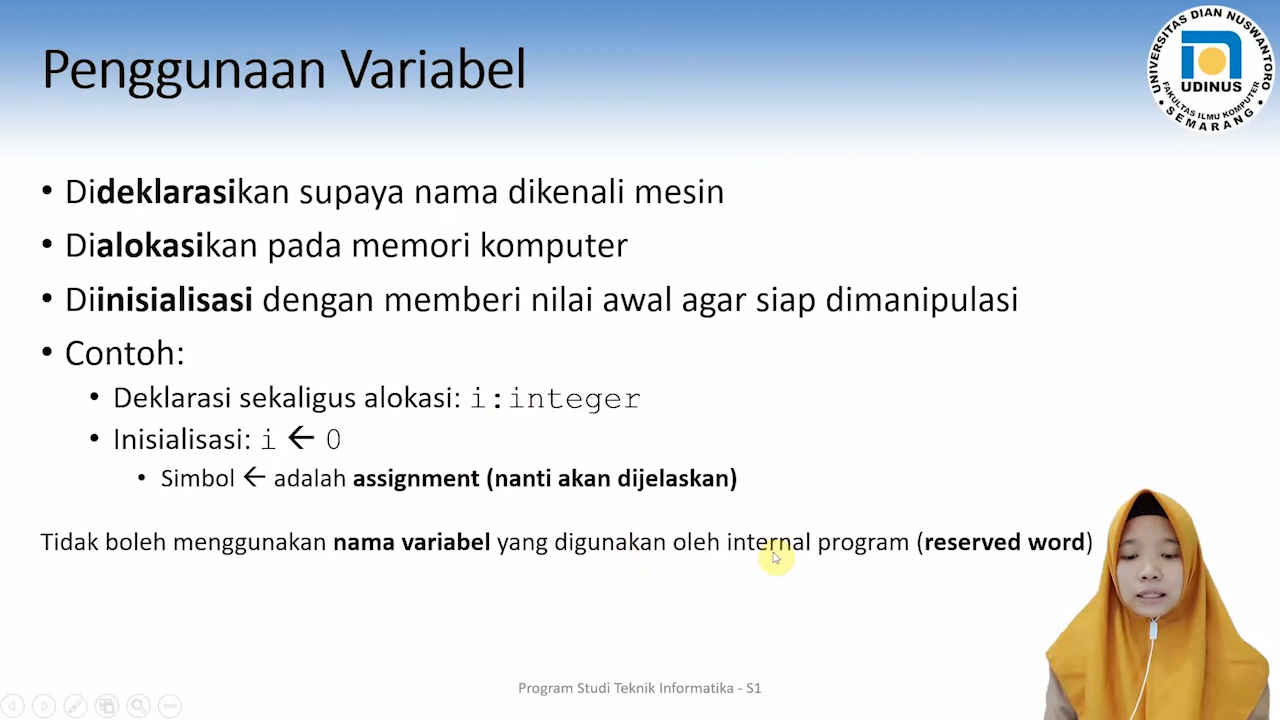 Penggunaan Variabel
UNIVERSITAS DIAN NUSWANTORO
UDINUS
FAKULTAS ILMU KOMPUTER
• SEMARANG •
• Dideklarasikan supaya nama dikenali mesin
• Dialokasikan pada memori komputer
• Diinisialisasi dengan memberi nilai awal agar siap dimanipulasi
• Contoh:
• Deklarasi sekaligus alokasi: i:integer
• Inisialisasi: i ← 0
• Simbol ← adalah assignment (nanti akan dijelaskan)
Tidak boleh menggunakan nama variabel yang digunakan oleh internal program (reserved word)
Program Studi Teknik Informatika - S1